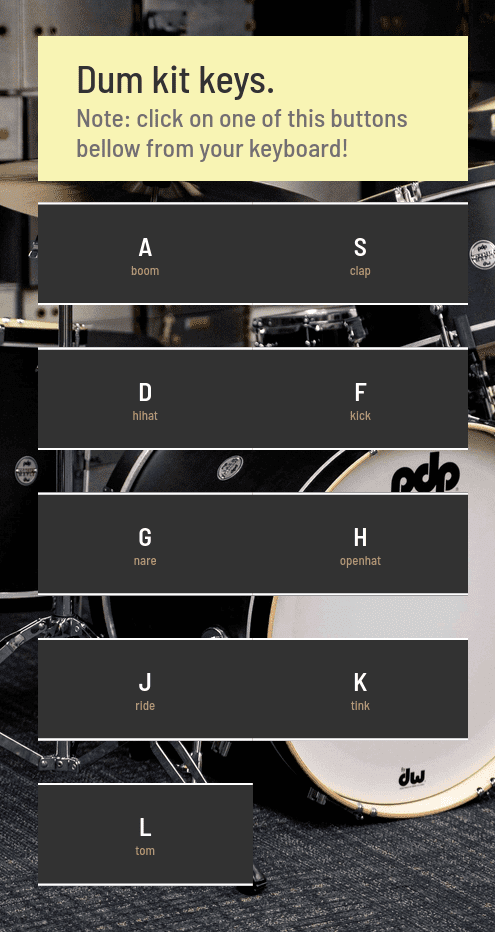 Dum kit keys.
Note: click on one of this buttons
bellow from your keyboard!
A
boom
S
clap
pdp
D
hihat
F
kick
pdp
G
nare
H
openhat
J
ride
K
tink
dw
L
tom